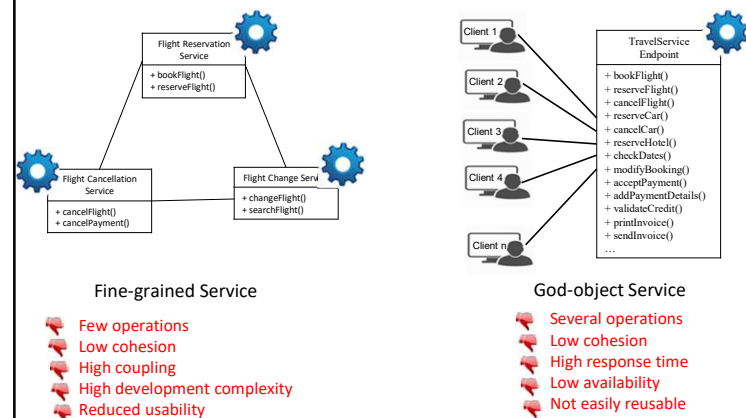 Flight Reservation
Service
+ bookFlight()
+ reserveFlight()
Flight Cancellation
Service
+ cancelFlight()
+ cancelPayment()
Flight Change Servi
+ changeFlight()
+ searchFlight()
Fine-grained Service
Few operations
Low cohesion
High coupling
High development complexity
Reduced usability
Client 1
Client 2
Client 3
Client 4
Client n
TravelService
Endpoint
+ bookFlight()
+ reserveFlight()
+ cancelFlight()
+ reserveCar()
+ cancelCar()
+ reserveHotel()
+ checkDates()
+ modifyBooking()
+ acceptPayment()
+ addPaymentDetails()
+ validateCredit()
+ printInvoice()
+ sendInvoice()
...
God-object Service
Several operations
Low cohesion
High response time
Low availability
Not easily reusable